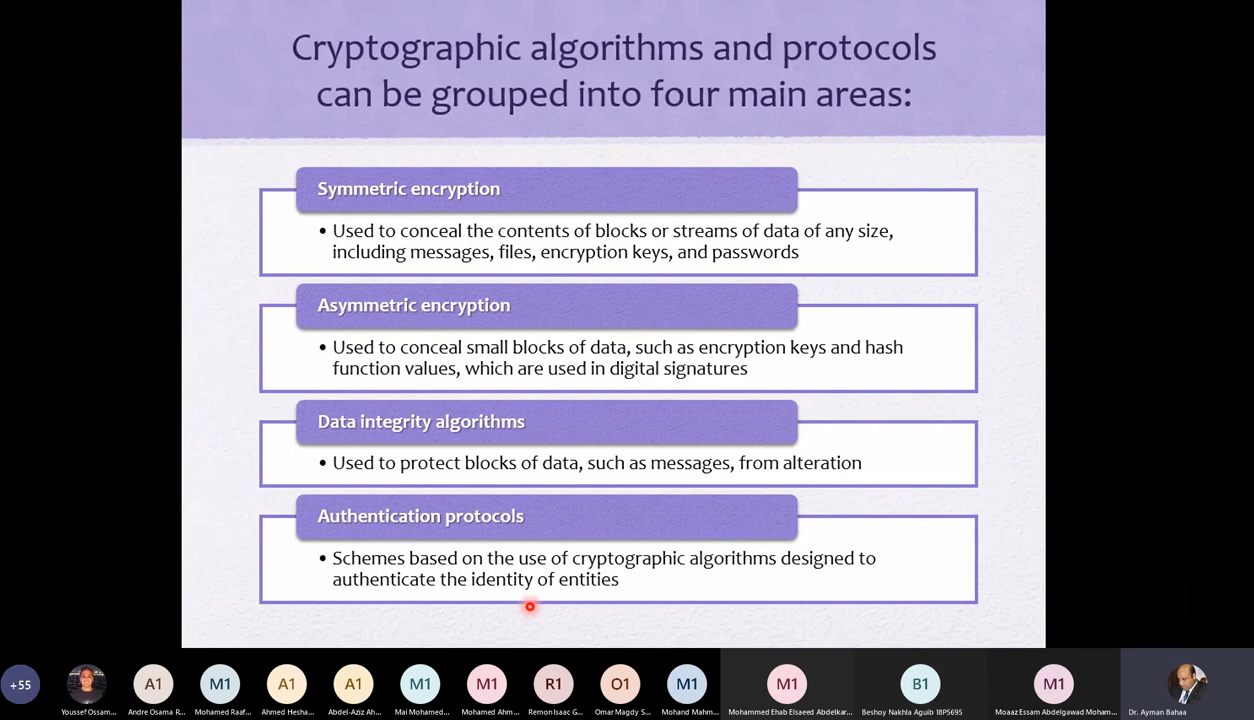 Cryptographic algorithms and protocols
can be grouped into four main areas:
Symmetric encryption
• Used to conceal the contents of blocks or streams of data of any size,
including messages, files, encryption keys, and passwords
Asymmetric encryption
• Used to conceal small blocks of data, such as encryption keys and hash
function values, which are used in digital signatures
Data integrity algorithms
• Used to protect blocks of data, such as messages, from alteration
Authentication protocols
• Schemes based on the use of cryptographic algorithms designed to
authenticate the identity of entities
+55
A1
M1
A1
A1
M1
M1
R1
O1
M1
M1
B1
M1
Youssef Ossam...
Andre Osama R...
Mohamed Raaf...
Ahmed Hesha...
Abdel-Aziz Ah...
Mai Mohamed...
Mohamed Ahm...
Remon Isaac G...
Omar Magdy S...
Mohand Mahm...
Mohammed Ehab Elsaeed Abdelkar...
Beshoy Nakhla Aguib 18P5695
Moaaz Essam Abdelgawad Moham...
Dr. Ayman Bahaa